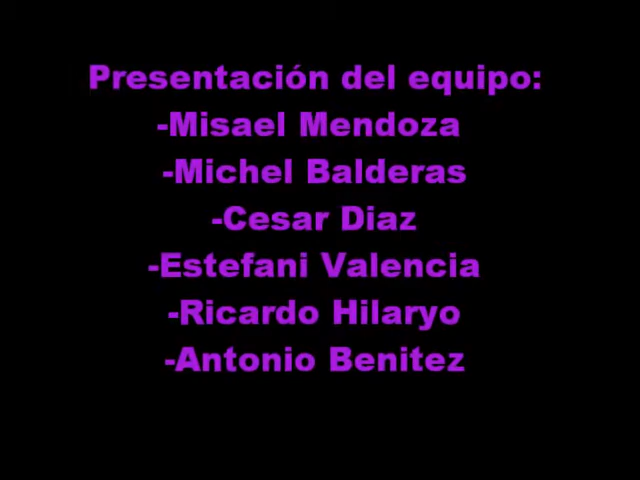 Presentación del equipo:
-Misael Mendoza
-Michel Balderas
-Cesar Diaz
-Estefani Valencia
-Ricardo Hilaryo
-Antonio Benitez